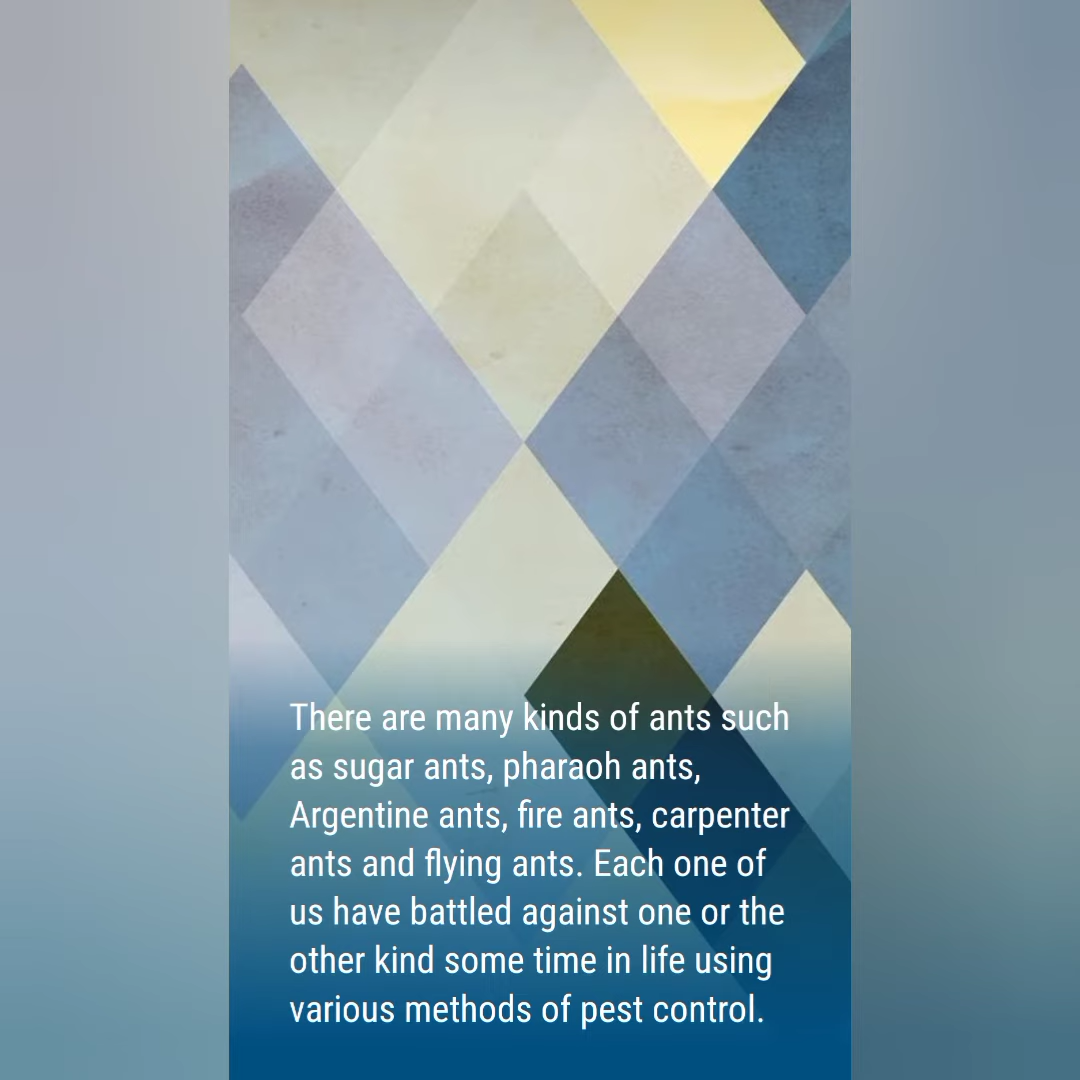 There are many kinds of ants such
as sugar ants, pharaoh ants,
Argentine ants, fire ants, carpenter
ants and flying ants. Each one of
us have battled against one or the
other kind some time in life using
various methods of pest control.